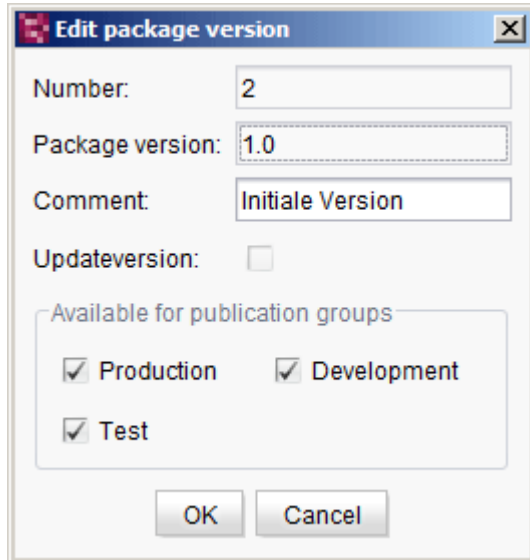 Edit package version
Number: 2
Package version: 1.0
Comment: Initiale Version
Updateversion:
Available for publication groups
Production Development
Test
OK Cancel